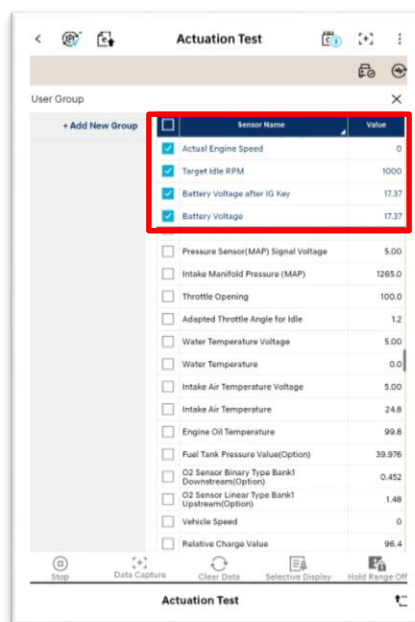 Actuation Test
User Group
+ Add New Group
Sensor Name Value
Actual Engine Speed 0
Target Idle RPM 1000
Battery Voltage after IG Key 17.37
Battery Voltage 17.37
Pressure Sensor(MAP) Signal Voltage 5.00
Intake Manifold Pressure (MAP) 1265.0
Throttle Opening 100.0
Adapted Throttle Angle for Idle 1.2
Water Temperature Voltage 5.00
Water Temperature 0.0
Intake Air Temperature Voltage 5.00
Intake Air Temperature 24.8
Engine Oil Temperature 99.8
Fuel Tank Pressure Value(Option) 39.976
O2 Sensor Binary Type Bank1
Downstream(Option) 0.452
O2 Sensor Linear Type Bank1
Upstream(Option) 1.48
Vehicle Speed 0
Relative Charge Value 96.4
Stop Data Capture Clear Data Selective Display Hold Range Off
Actuation Test